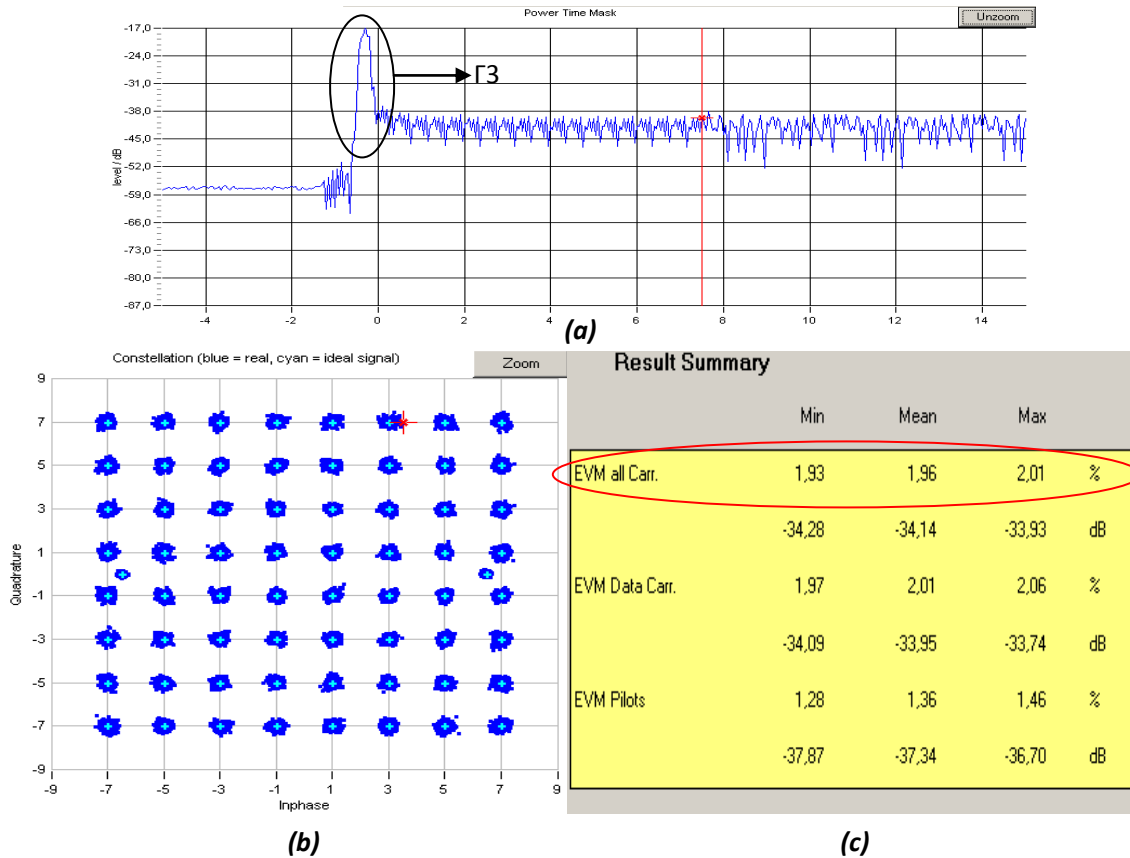 Power Time Mask
Unzoom
-17,0
-24,0
-31,0
-38,0
-45,0
-52,0
-59,0
-66,0
-73,0
-80,0
-87,0
level / dB
ГЗ
-4 -2 0 2 4 6 8 10 12 14
(a)
Constellation (blue = real, cyan = ideal signal)
Zoom
9
7
5
3
1
-1
-3
-5
-7
-9
Quadrature
-9 -7 -5 -3 -1 1 3 5 7 9
Inphase
(b)
Result Summary
Min Mean Max
EVM all Carr. 1,93 1,96 2,01 %
-34,28 -34,14 -33,93 dB
EVM Data Carr. 1,97 2,01 2,06 %
-34,09 -33,95 -33,74 dB
EVM Pilots 1,28 1,36 1,46 %
-37,87 -37,34 -36,70 dB
(c)